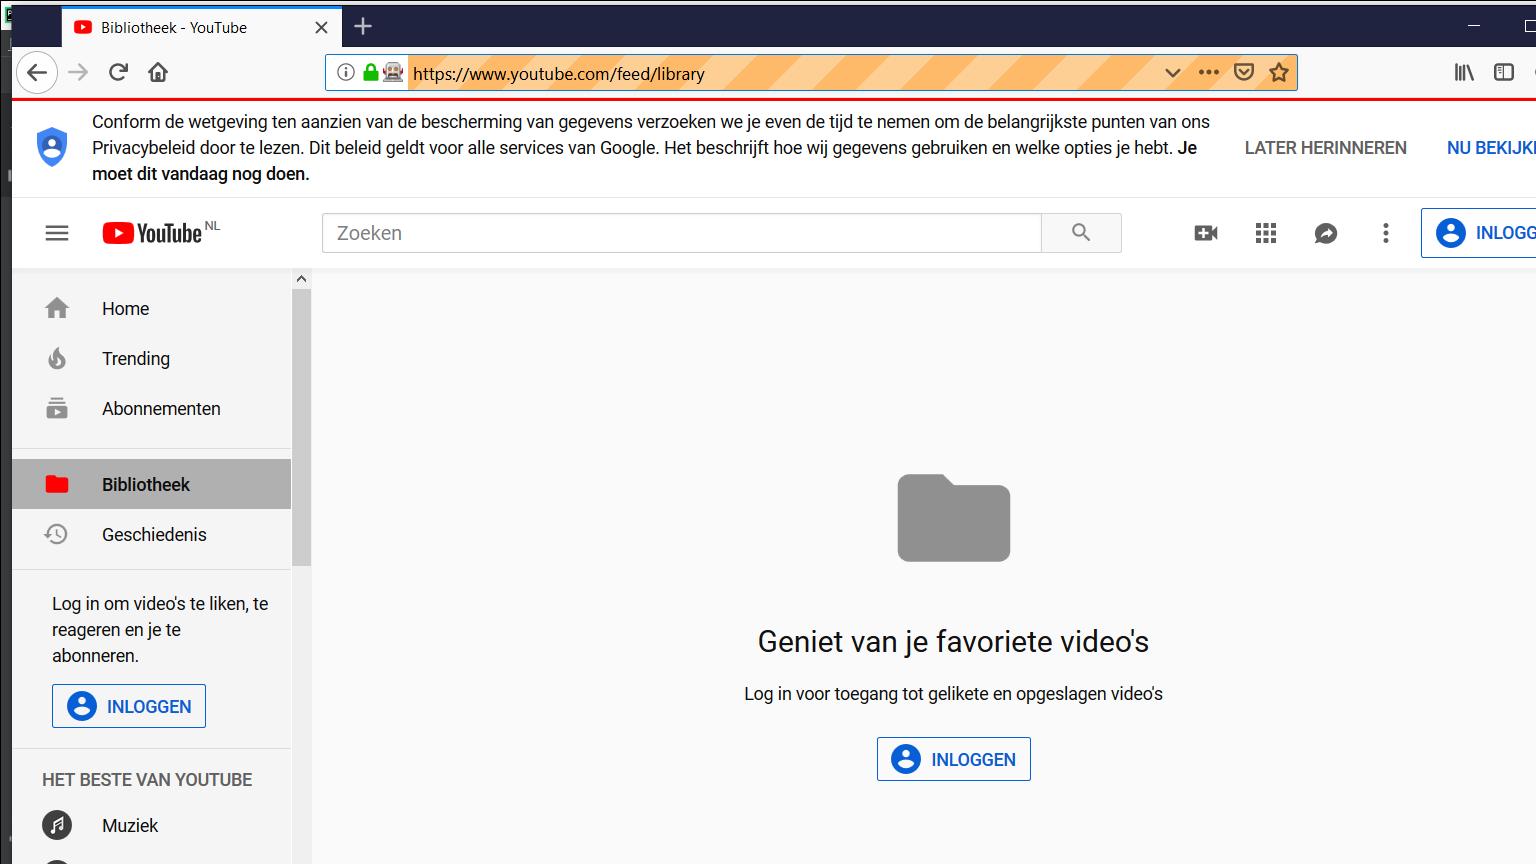 Bibliotheek - YouTube
https://www.youtube.com/feed/library
Conform de wetgeving ten aanzien van de bescherming van gegevens verzoeken we je even de tijd te nemen om de belangrijkste punten van ons
Privacybeleid door te lezen. Dit beleid geldt voor alle services van Google. Het beschrijft hoe wij gegevens gebruiken en welke opties je hebt. Je
moet dit vandaag nog doen.
LATER HERINNEREN
NU
YouTube NL
Zoeken
Home
Trending
Abonnementen
Bibliotheek
Geschiedenis
Log in om video's te liken, te
reageren en je te
abonneren.
INLOGGEN
HET BESTE VAN YOUTUBE
Muziek
Geniet van je favoriete video's
Log in voor toegang tot gelikete en opgeslagen video's
INLOGGEN